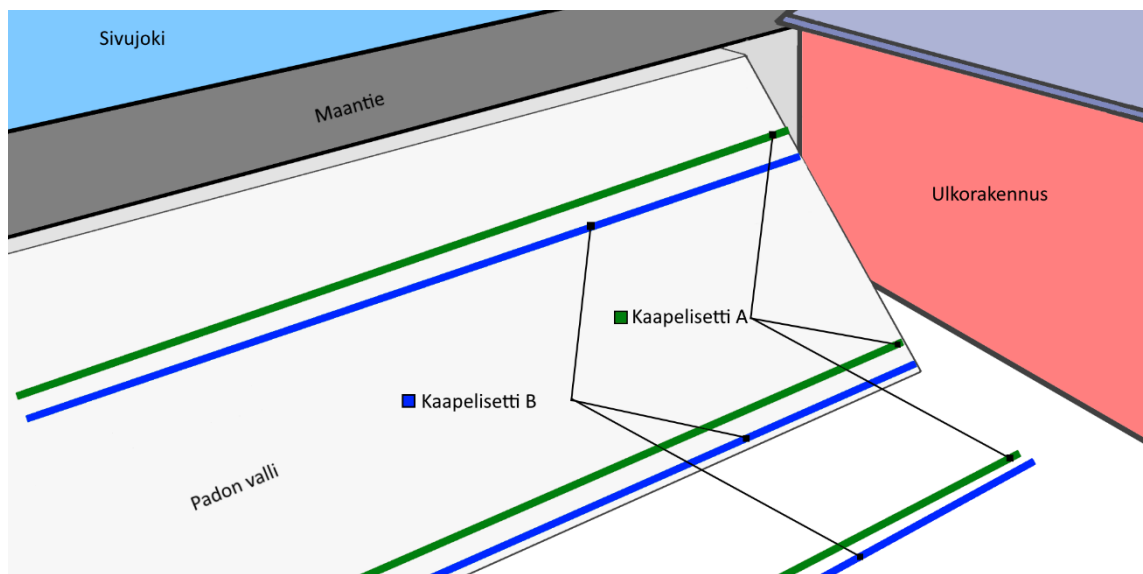 Sivujoki
Maantie
Ulkorakennus
Kaapelisetti A
Kaapelisetti B
Padon valli